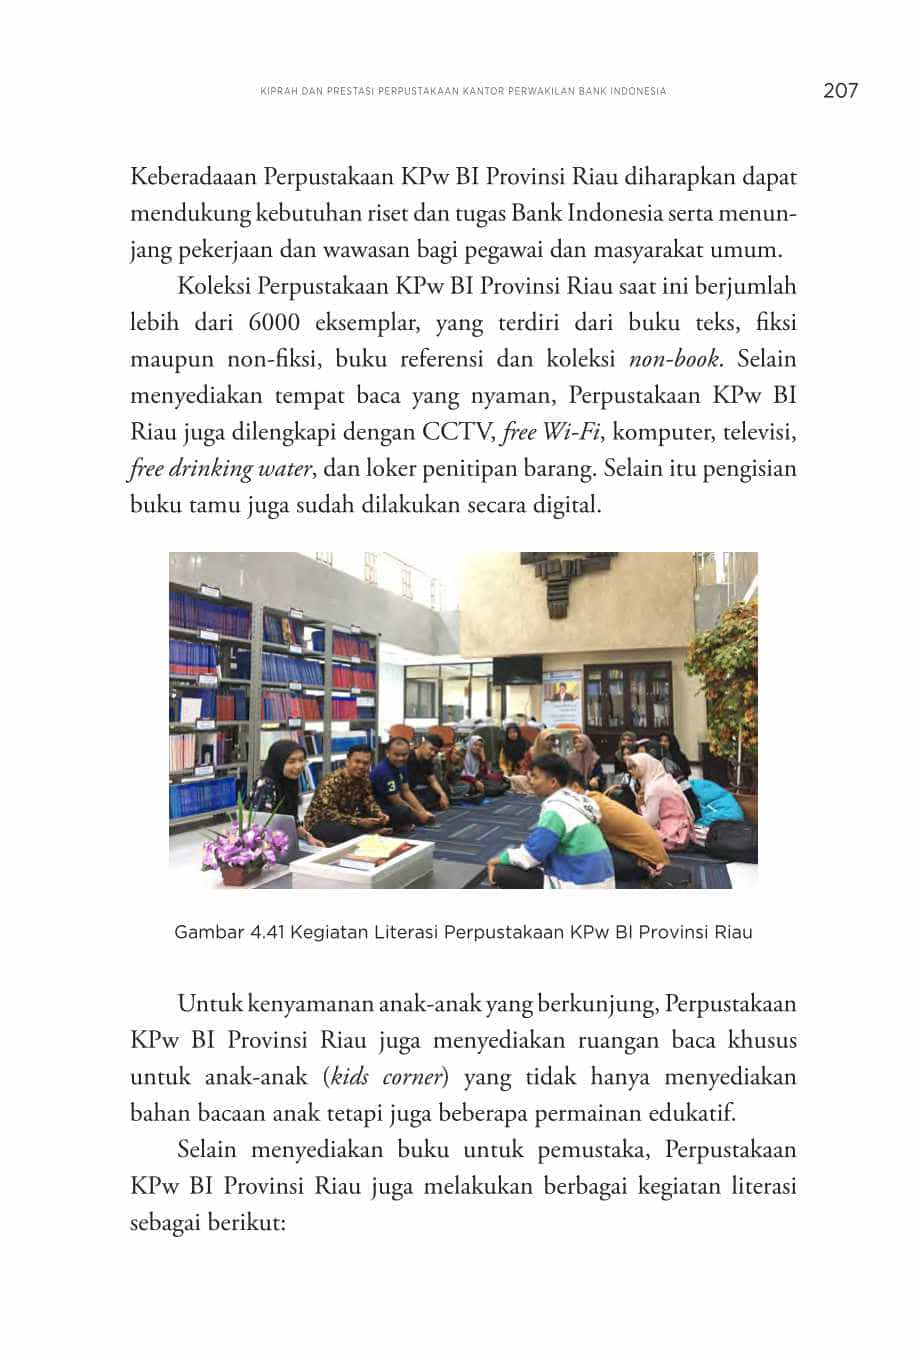 KIPRAH DAN PRESTASI PERPUSTAKAAN KANTOR PERWAKILAN BANK INDONESIA 207
Keberadaaan Perpustakaan KPw BI Provinsi Riau diharapkan dapat
mendukung kebutuhan riset dan tugas Bank Indonesia serta menun-
jang pekerjaan dan wawasan bagi pegawai dan masyarakat umum.
Koleksi Perpustakaan KPw BI Provinsi Riau saat ini berjumlah
lebih dari 6000 eksemplar, yang terdiri dari buku teks, fiksi
maupun non-fiksi, buku referensi dan koleksi non-book. Selain
menyediakan tempat baca yang nyaman, Perpustakaan KPw BI
Riau juga dilengkapi dengan CCTV, free Wi-Fi, komputer, televisi,
free drinking water, dan loker penitipan barang. Selain itu pengisian
buku tamu juga sudah dilakukan secara digital.
3
Gambar 4.41 Kegiatan Literasi Perpustakaan KPw BI Provinsi Riau
Untuk kenyamanan anak-anak yang berkunjung, Perpustakaan
KPw BI Provinsi Riau juga menyediakan ruangan baca khusus
untuk anak-anak (kids corner) yang tidak hanya menyediakan
bahan bacaan anak tetapi juga beberapa permainan edukatif.
Selain menyediakan buku untuk pemustaka, Perpustakaan
KPw BI Provinsi Riau juga melakukan berbagai kegiatan literasi
sebagai berikut: